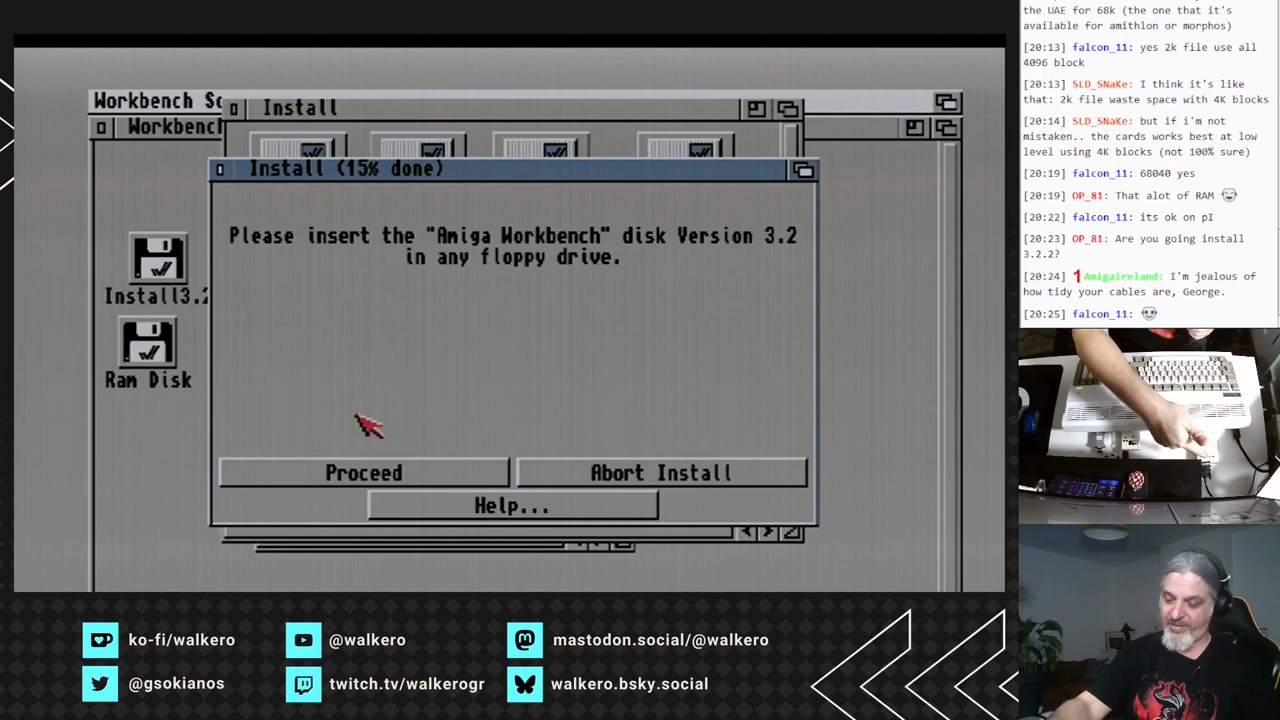 Workbench Sc
Install
Workbench
Install (15% done)
Please insert the "Amiga Workbench" disk Version 3.2
in any floppy drive.
Install3.2
Ram Disk
Proceed
Abort Install
Help...
the UAE for 68k (the one that it's
available for amithlon or morphos)
[20:13] falcon_11: yes 2k file use all
4096 block
[20:13] SLD_SNaKe: I think it's like
that: 2k file waste space with 4K blocks
[20:14] SLD_SNaKe: but if i'm not
mistaken.. the cards works best at low
level using 4K blocks (not 100% sure)
[20:19] falcon_11: 68040 yes
[20:19] OP_81: That alot of RAM
[20:22] falcon_11: its ok on pI
[20:23] OP_81: Are you going install
3.2.2?
[20:24] 1 AmigaIreland: I'm jealous of
how tidy your cables are, George.
[20:25] falcon_11:
ko-fi/walkero
@walkero
mastodon.social/@walkero
@gsokianos
twitch.tv/walkerogr
walkero.bsky.social